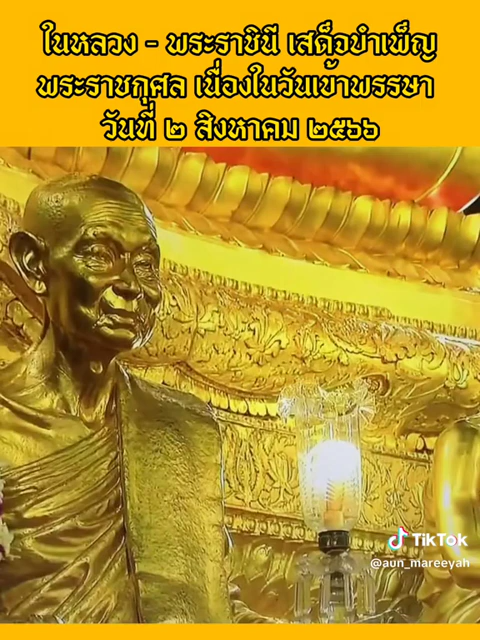 ในหลวง - พระราชินี เสด็จบำเพ็ญ
พระราชกุศล เนื่องในวันเข้าพรรษา
วันที่ ๒ สิงหาคม ๒๕๖๖
TikTok
@aun_mareeyah